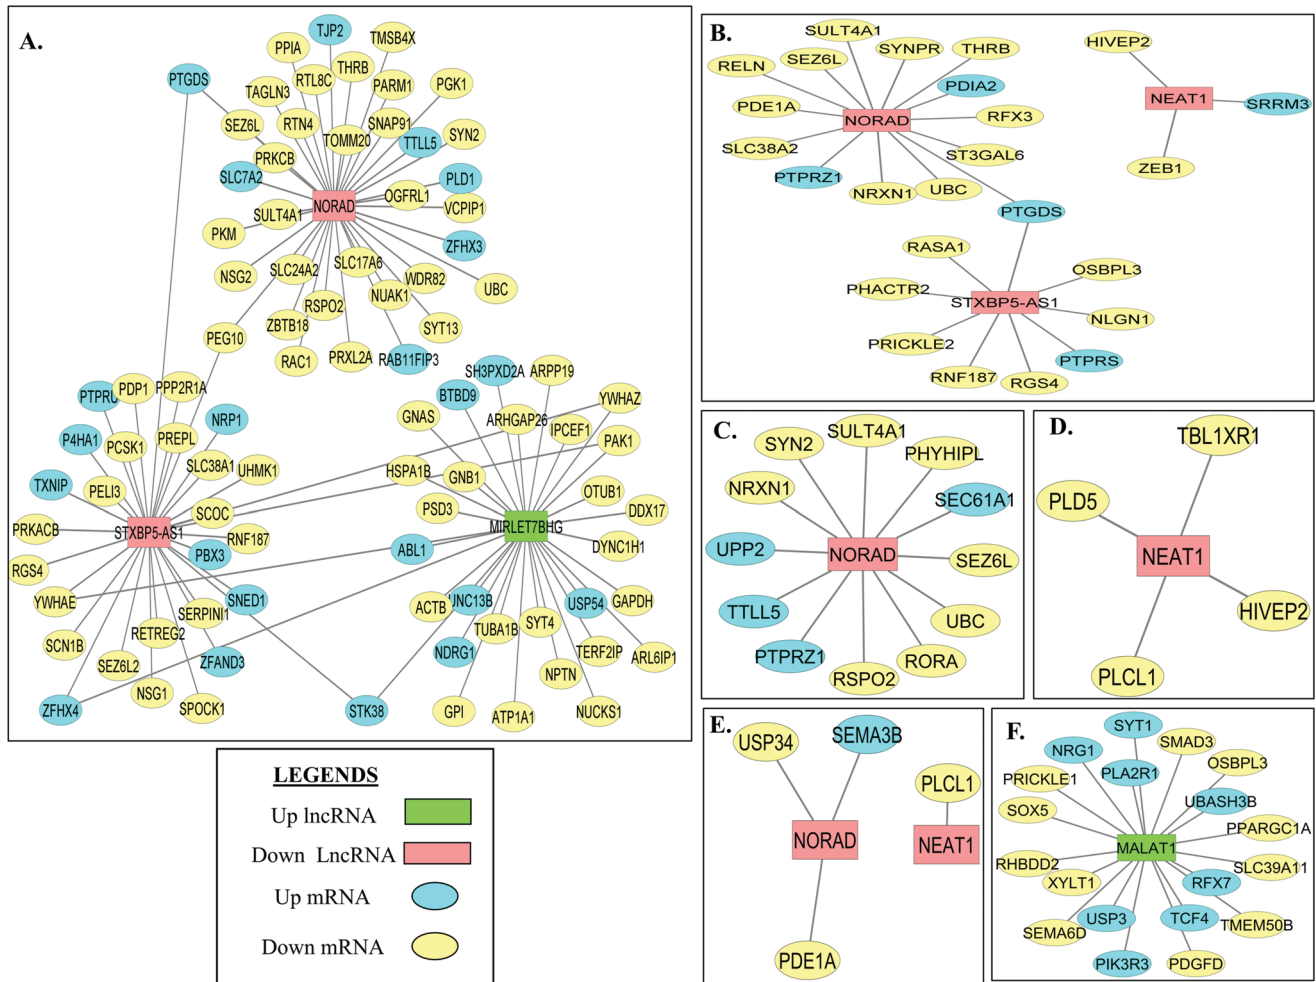 A.
TJP2
PPIA
TMSB4X
PTGDS
RTL8C
THRB
TAGLN3
PARM1
PGK1
SEZ6L
RTN4
SNAP91
TOMM20
TTLL5
SYN2
PRKCB
SLC7A2
PLD1
NORAD
OGFRL1
VCPIP1
SULT4A1
PKM
ZFHX3
NSG2
SLC24A2
SLC17A6
WDR82
UBC
NUAK1
RSPO2
ZBTB18
SYT13
PEG10
RAC1
PRXL2A
RAB11FIP3
SH3PXD2A
ARPP19
PTPRU
PDP1
PPP2R1A
BTBD9
YWHAZ
NRP1
GNAS
ARHGAP26
P4HA1
PCSK1
PREPL
IPCEF1
PAK1
SLC38A1
UHMK1
HSPA1B
GNB1
TXNIP
PELI3
OTUB1
SCOC
PSD3
DDX17
PRKACB
STXBP5-AS1
RNF187
MIRLET7BHG
PBX3
ABL1
DYNC1H1
RGS4
YWHAE
SNED1
UNC13B
USP54
GAPDH
SERPINI1
ACTB
SCN1B
RETREG2
TUBA1B
SYT4
SEZ6L2
ZFAND3
NDRG1
TERF2IP
ARL6IP1
NSG1
NPTN
ZFHX4
SPOCK1
STK38
GPI
ATP1A1
NUCKS1
LEGENDS
Up lncRNA
Down LncRNA
Up mRNA
Down mRNA
B.
SULT4A1
SYNPR
THRB
HIVEP2
RELN
SEZ6L
PDIA2
NEAT1
SRRM3
PDE1A
NORAD
RFX3
SLC38A2
ST3GAL6
ZEB1
PTPRZ1
NRXN1
UBC
PTGDS
RASA1
OSBPL3
PHACTR2
STXBP5-AS1
NLGN1
PRICKLE2
PTPRS
RNF187
RGS4
C.
SULT4A1
SYN2
PHYHIPL
NRXN1
SEC61A1
UPP2
NORAD
SEZ6L
TTLL5
UBC
PTPRZ1
RORA
RSPO2
D.
TBL1XR1
PLD5
NEAT1
HIVEP2
PLCL1
E.
USP34
SEMA3B
PLCL1
NORAD
NEAT1
PDE1A
F.
SYT1
NRG1
SMAD3
PLA2R1
OSBPL3
PRICKLE1
UBASH3B
SOX5
PPARGC1A
MALAT1
RHBDD2
SLC39A11
XYLT1
RFX7
USP3
TCF4
TMEM50B
SEMA6D
PIK3R3
PDGFD